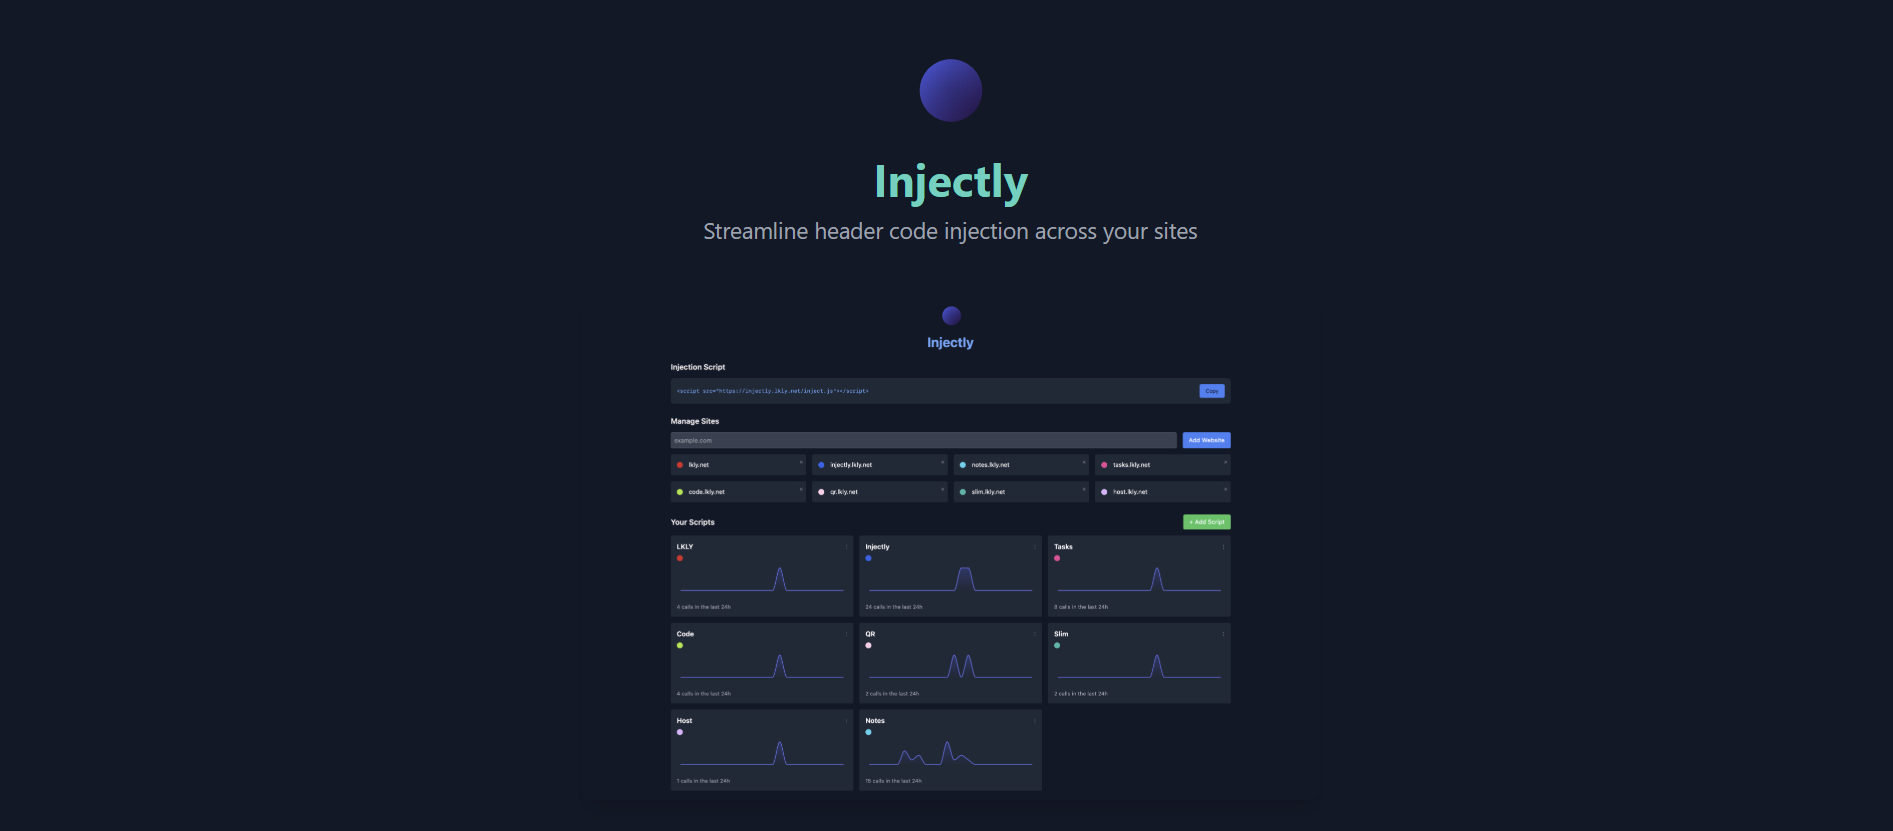 Injectly
Streamline header code injection across your sites
Injectly
Injection Script
<script src="https://injectly.lkly.net/inject.js"></script>
Copy
Manage Sites
example.com
Add Website
lkly.net
injectly.lkly.net
notes.lkly.net
tasks.lkly.net
code.lkly.net
qr.lkly.net
slim.lkly.net
host.lkly.net
Your Scripts
+ Add Script
LKLY
4 calls in the last 24h
Injectly
24 calls in the last 24h
Tasks
8 calls in the last 24h
Code
4 calls in the last 24h
QR
2 calls in the last 24h
Slim
2 calls in the last 24h
Host
1 calls in the last 24h
Notes
15 calls in the last 24h